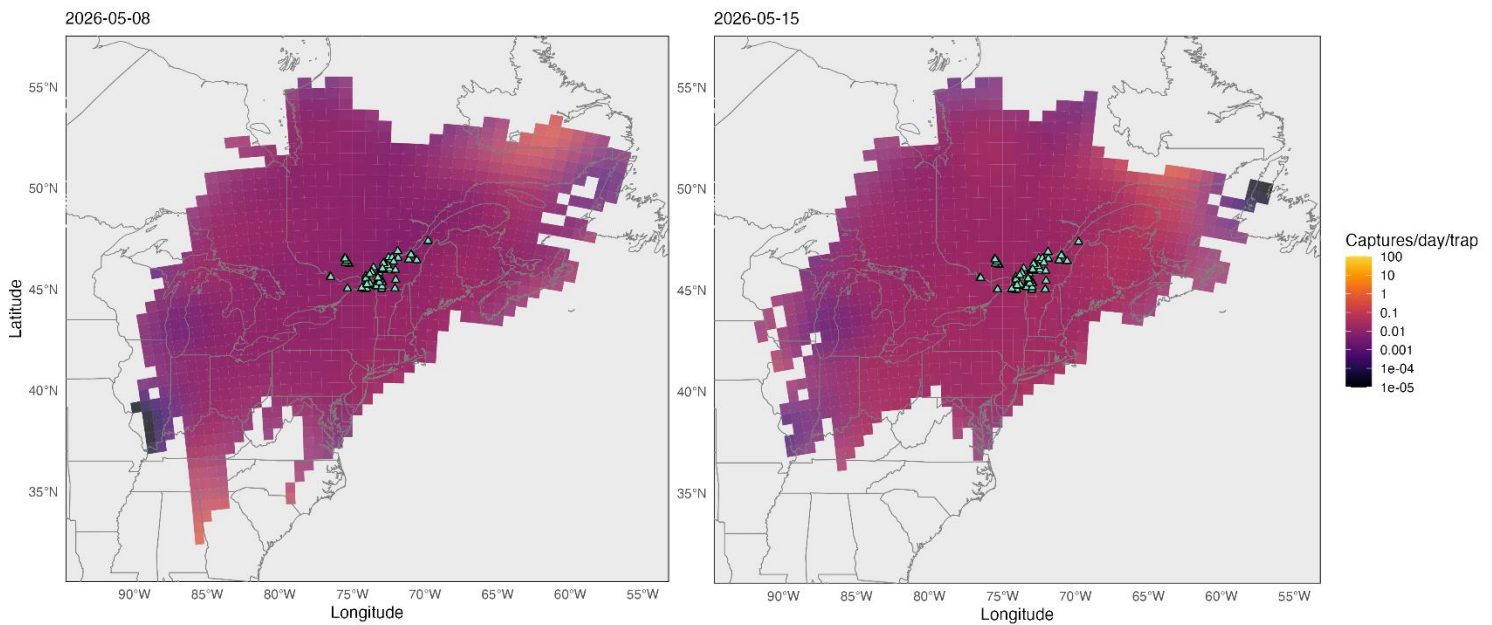 2026-05-08
2026-05-15
55°N
50°N
45°N
40°N
35°N
Latitude
90°W
85°W
80°W
75°W
70°W
65°W
60°W
55°W
Longitude
55°N
50°N
45°N
40°N
35°N
90°W
85°W
80°W
75°W
70°W
65°W
60°W
55°W
Longitude
Captures/day/trap
100
10
1
0.1
0.01
0.001
1e-04
1e-05